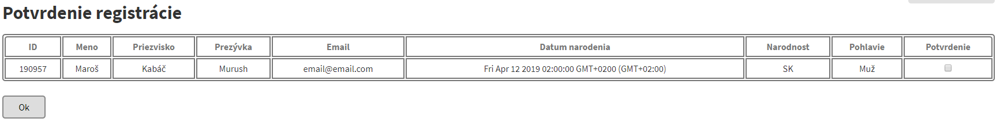 Potvrdenie registrácie
ID Meno Priezvisko Prezývka Email Datum narodenia Narodnost Pohlavie Potvrdenie
190957 Maroš Kabáč Murush email@email.com Fri Apr 12 2019 02:00:00 GMT+0200 (GMT+02:00) SK Muž
Ok